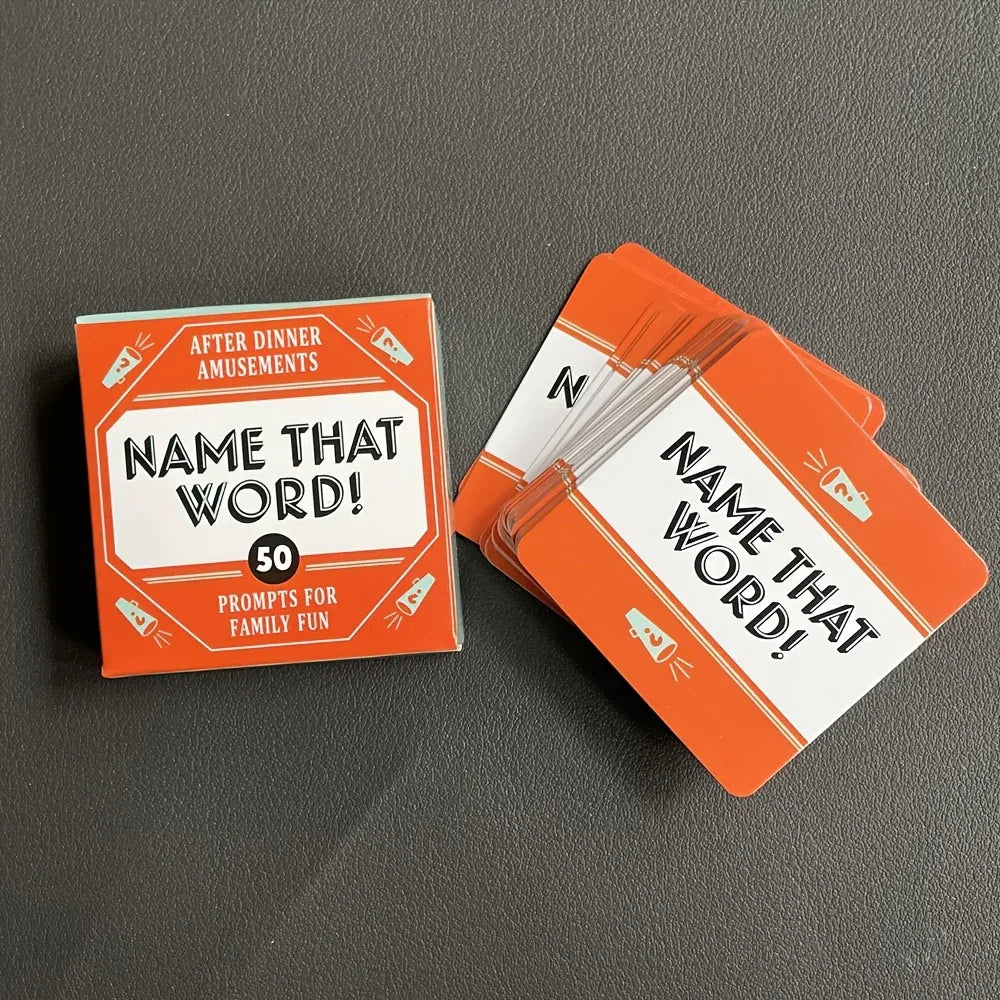 AFTER DINNER
AMUSEMENTS
NAME THAT
WORD!
50
PROMPTS FOR
FAMILY FUN
N
NAME THAT
WORD!